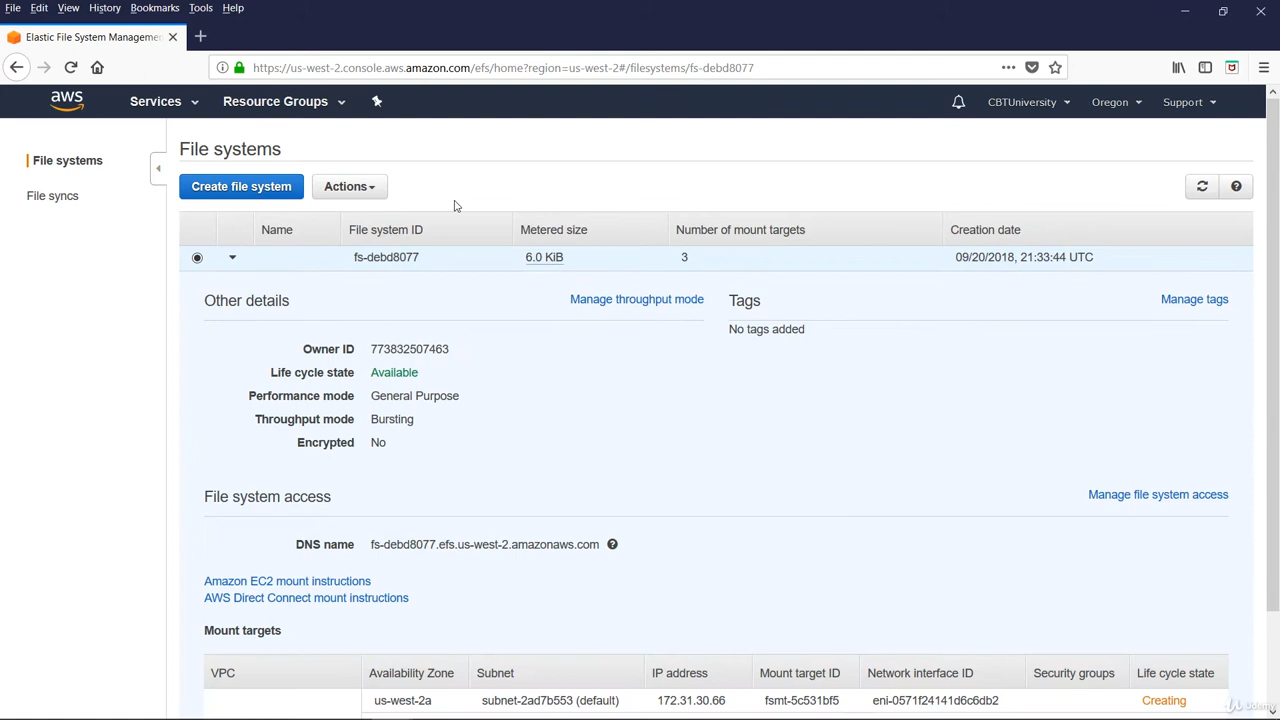 File Edit View History Bookmarks Tools Help
Elastic File System Manageme
https://us-west-2.console.aws.amazon.com/efs/home?region=us-west-2#/filesystems/fs-debd8077
aws Services Resource Groups CBTUniversity Oregon Support
File systems
File syncs
File systems
Create file system Actions
Name File system ID Metered size Number of mount targets Creation date
fs-debd8077 6.0 KiB 3 09/20/2018, 21:33:44 UTC
Other details Manage throughput mode Tags Manage tags
No tags added
Owner ID 773832507463
Life cycle state Available
Performance mode General Purpose
Throughput mode Bursting
Encrypted No
File system access Manage file system access
DNS name fs-debd8077.efs.us-west-2.amazonaws.com
Amazon EC2 mount instructions
AWS Direct Connect mount instructions
Mount targets
VPC Availability Zone Subnet IP address Mount target ID Network interface ID Security groups Life cycle state
us-west-2a subnet-2ad7b553 (default) 172.31.30.66 fsmt-5c531bf5 eni-0571f24141d6c6db2 Creating
Udemy